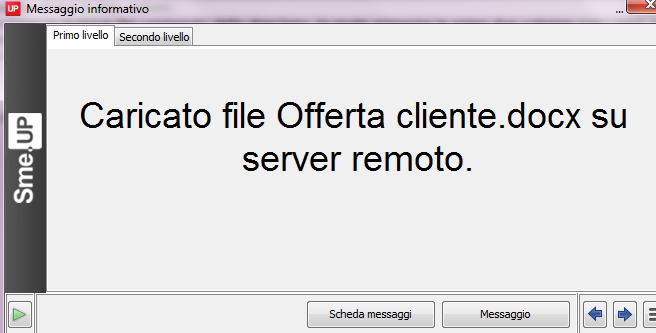 UP Messaggio informativo ...
Primo livello Secondo livello
Caricato file Offerta cliente.docx su
server remoto.
Sme.UP
Scheda messaggi Messaggio